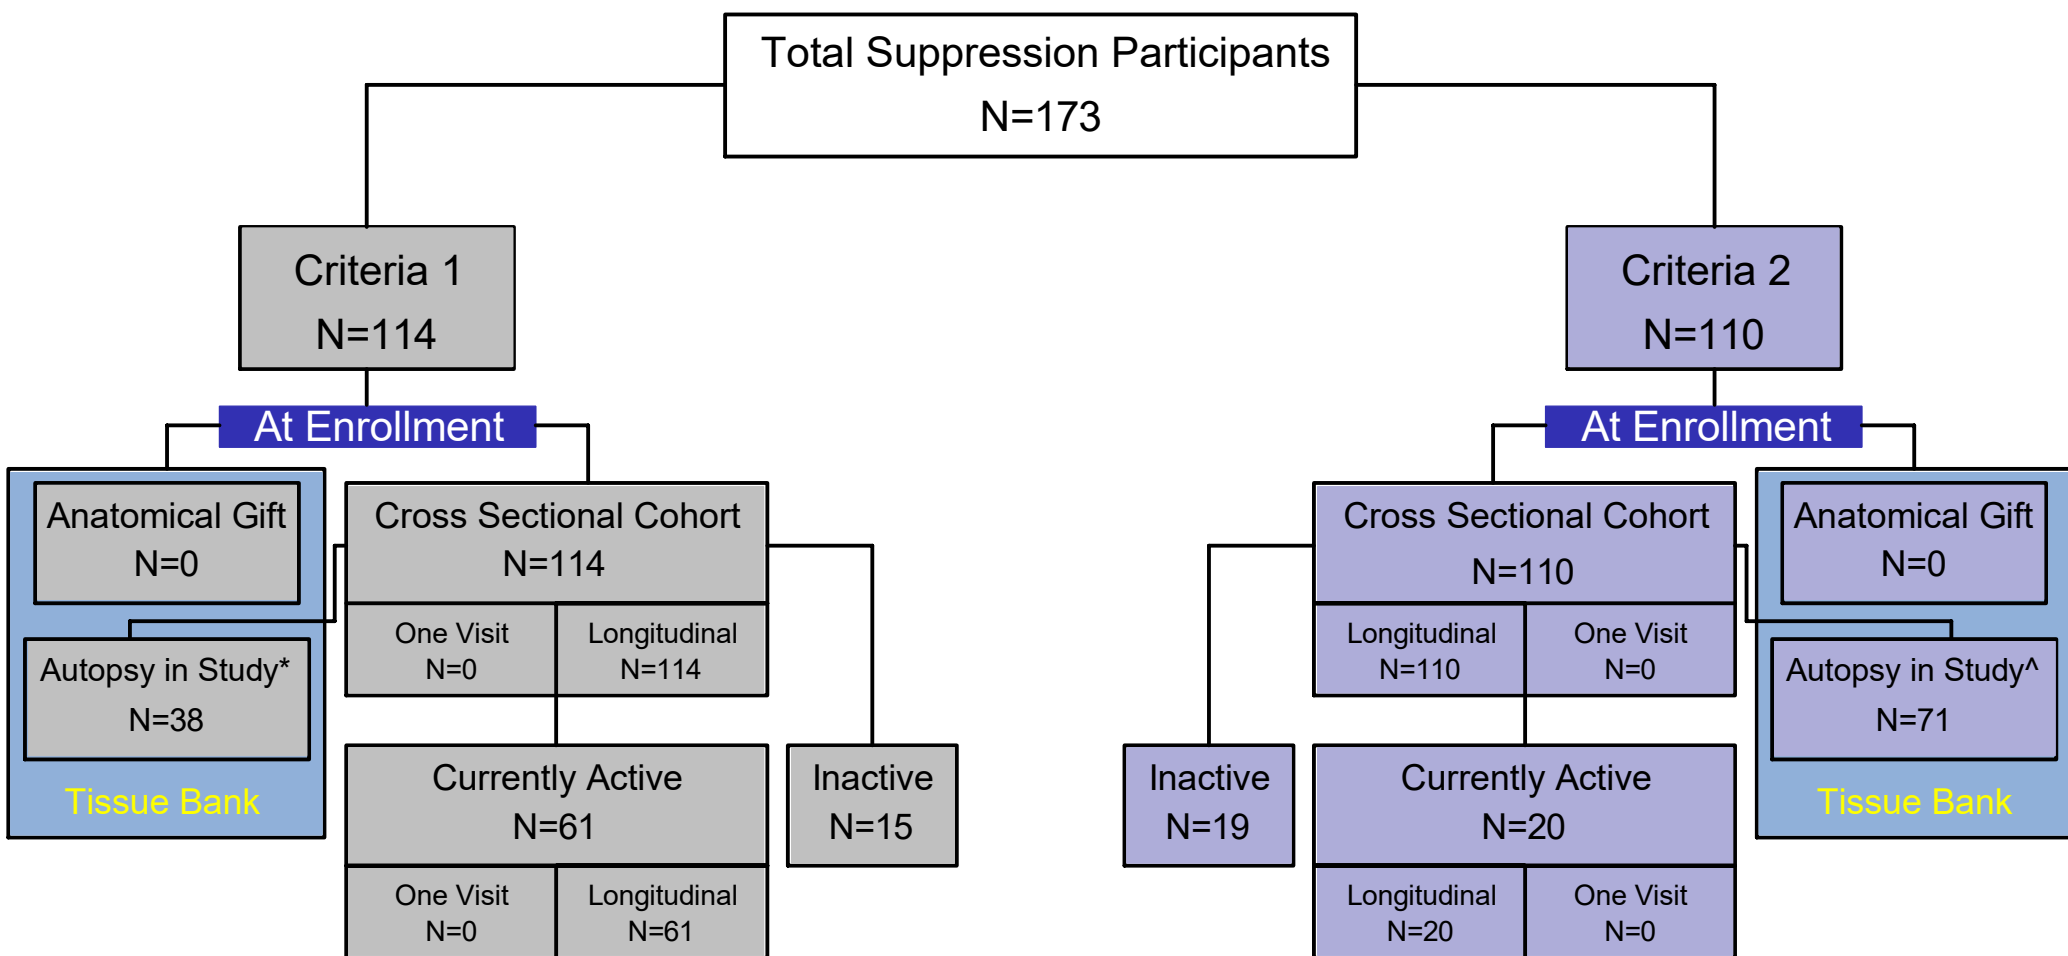 Total Suppression Participants
N=173
Criteria 1
N=114
Criteria 2
N=110
At Enrollment
At Enrollment
Anatomical Gift
N=0
Cross Sectional Cohort
N=114
Cross Sectional Cohort
N=110
Anatomical Gift
N=0
One Visit
N=0
Longitudinal
N=114
Longitudinal
N=110
One Visit
N=0
Autopsy in Study*
N=38
Autopsy in Study^
N=71
Tissue Bank
Currently Active
N=61
Inactive
N=15
Inactive
N=19
Currently Active
N=20
Tissue Bank
One Visit
N=0
Longitudinal
N=61
Longitudinal
N=20
One Visit
N=0